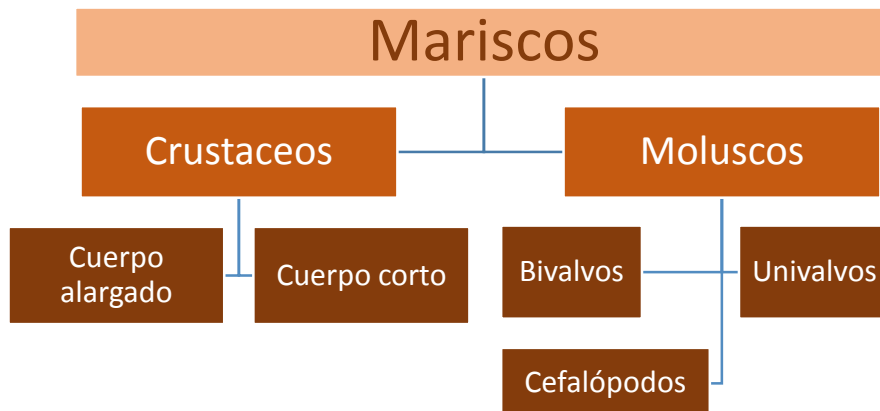 Mariscos
Crustaceos
Moluscos
Cuerpo
alargado
Cuerpo corto
Bivalvos
Univalvos
Cefalópodos